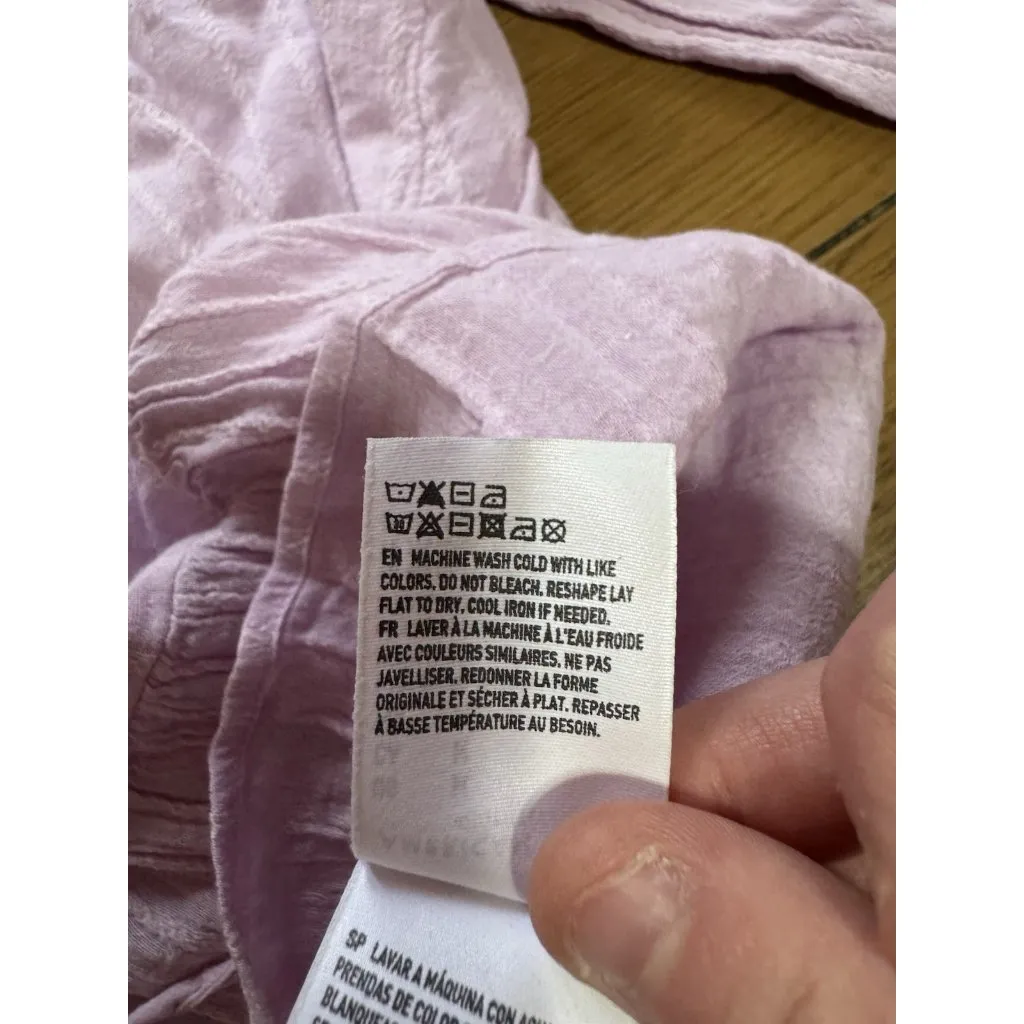 30
EN MACHINE WASH COLD WITH LIKE
COLORS. DO NOT BLEACH. RESHAPE LAY
FLAT TO DRY. COOL IRON IF NEEDED.
FR LAVER À LA MACHINE À L'EAU FROIDE
AVEC COULEURS SIMILAIRES. NE PAS
JAVELLISER. REDONNER LA FORME
ORIGINALE ET SÉCHER À PLAT. REPASSER
À BASSE TEMPÉRATURE AU BESOIN.
SP LAVAR A MÁQUINA CON
PRENDAS DE COLOR